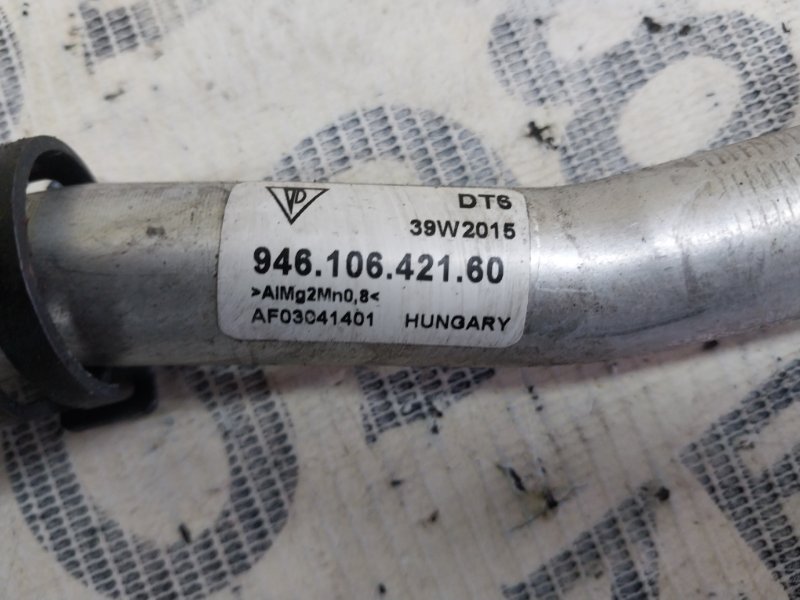 DT6
39W2015
946.106.421.60
>AlMg2Mn0,8<
AF03041401 HUNGARY